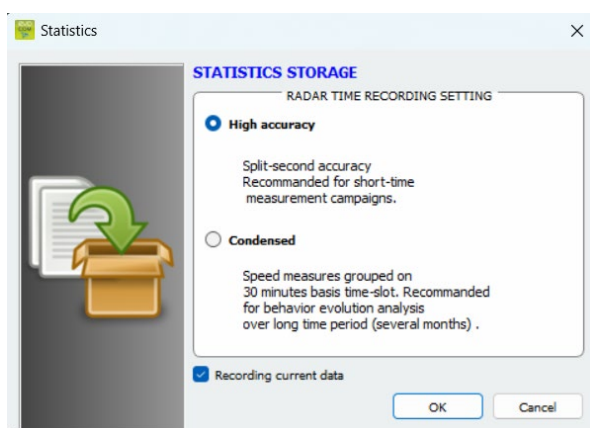 Statistics
STATISTICS STORAGE
RADAR TIME RECORDING SETTING
High accuracy
Split-second accuracy
Recommanded for short-time
measurement campaigns.
Condensed
Speed measures grouped on
30 minutes basis time-slot. Recommanded
for behavior evolution analysis
over long time period (several months) .
Recording current data
OK Cancel